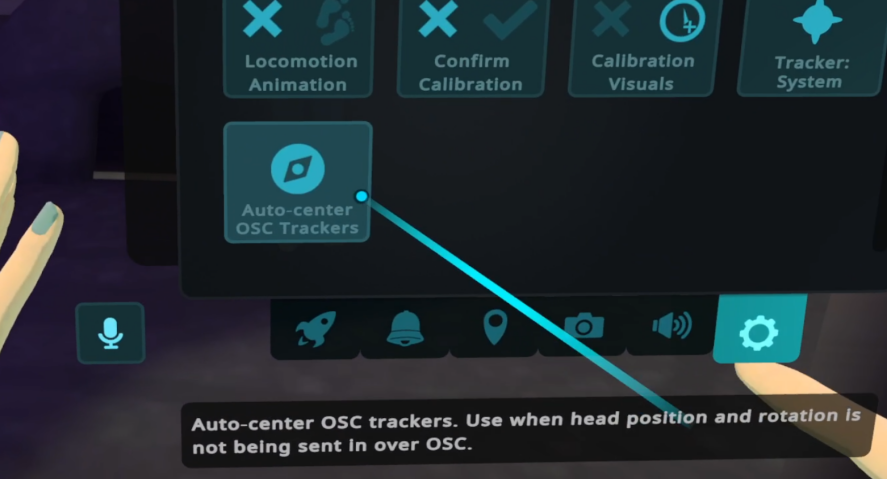 Locomotion
Animation
Confirm
Calibration
Calibration
Visuals
Tracker:
System
Auto-center
OSC Trackers
Auto-center OSC trackers. Use when head position and rotation is
not being sent in over OSC.